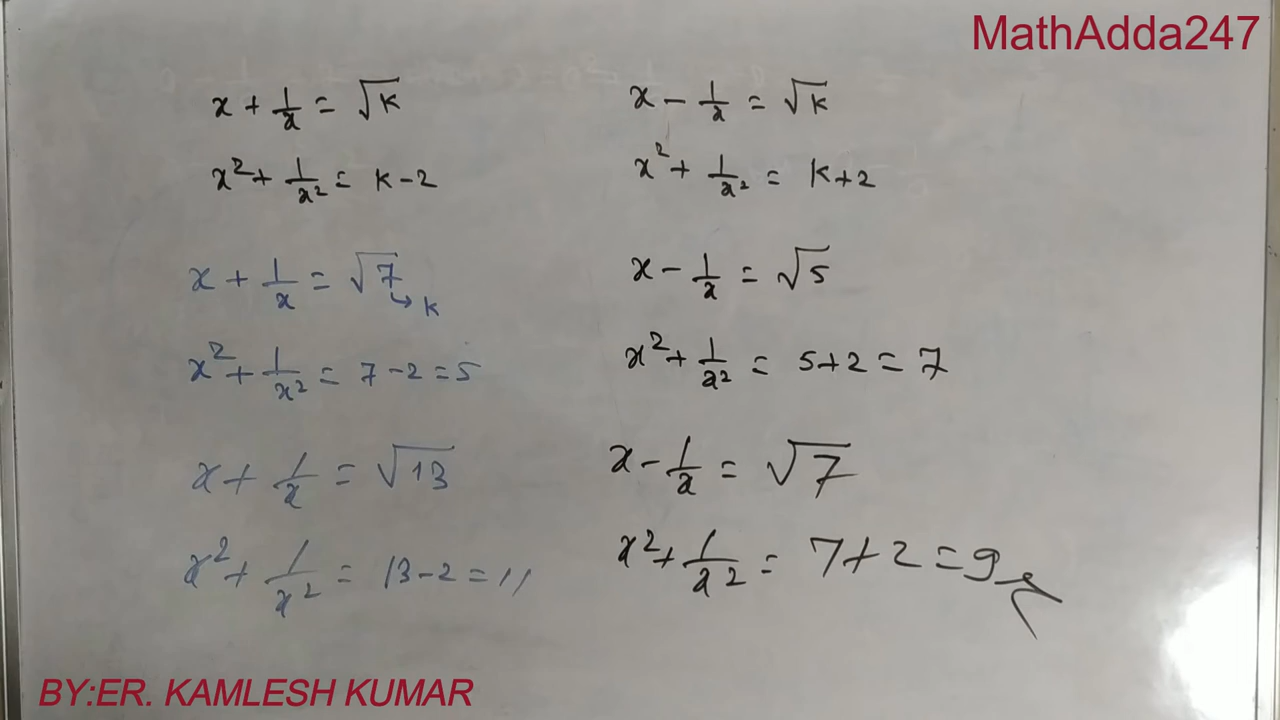 MathAdda247
x + 1/x = √K
x² + 1/x² = K - 2
x + 1/x = √7
→ K
x² + 1/x² = 7 - 2 = 5
x + 1/x = √13
x² + 1/x² = 13 - 2 = 11
x - 1/x = √K
x² + 1/x² = K + 2
x - 1/x = √5
x² + 1/x² = 5 + 2 = 7
x - 1/x = √7
x² + 1/x² = 7 + 2 = 9
BY:ER. KAMLESH KUMAR